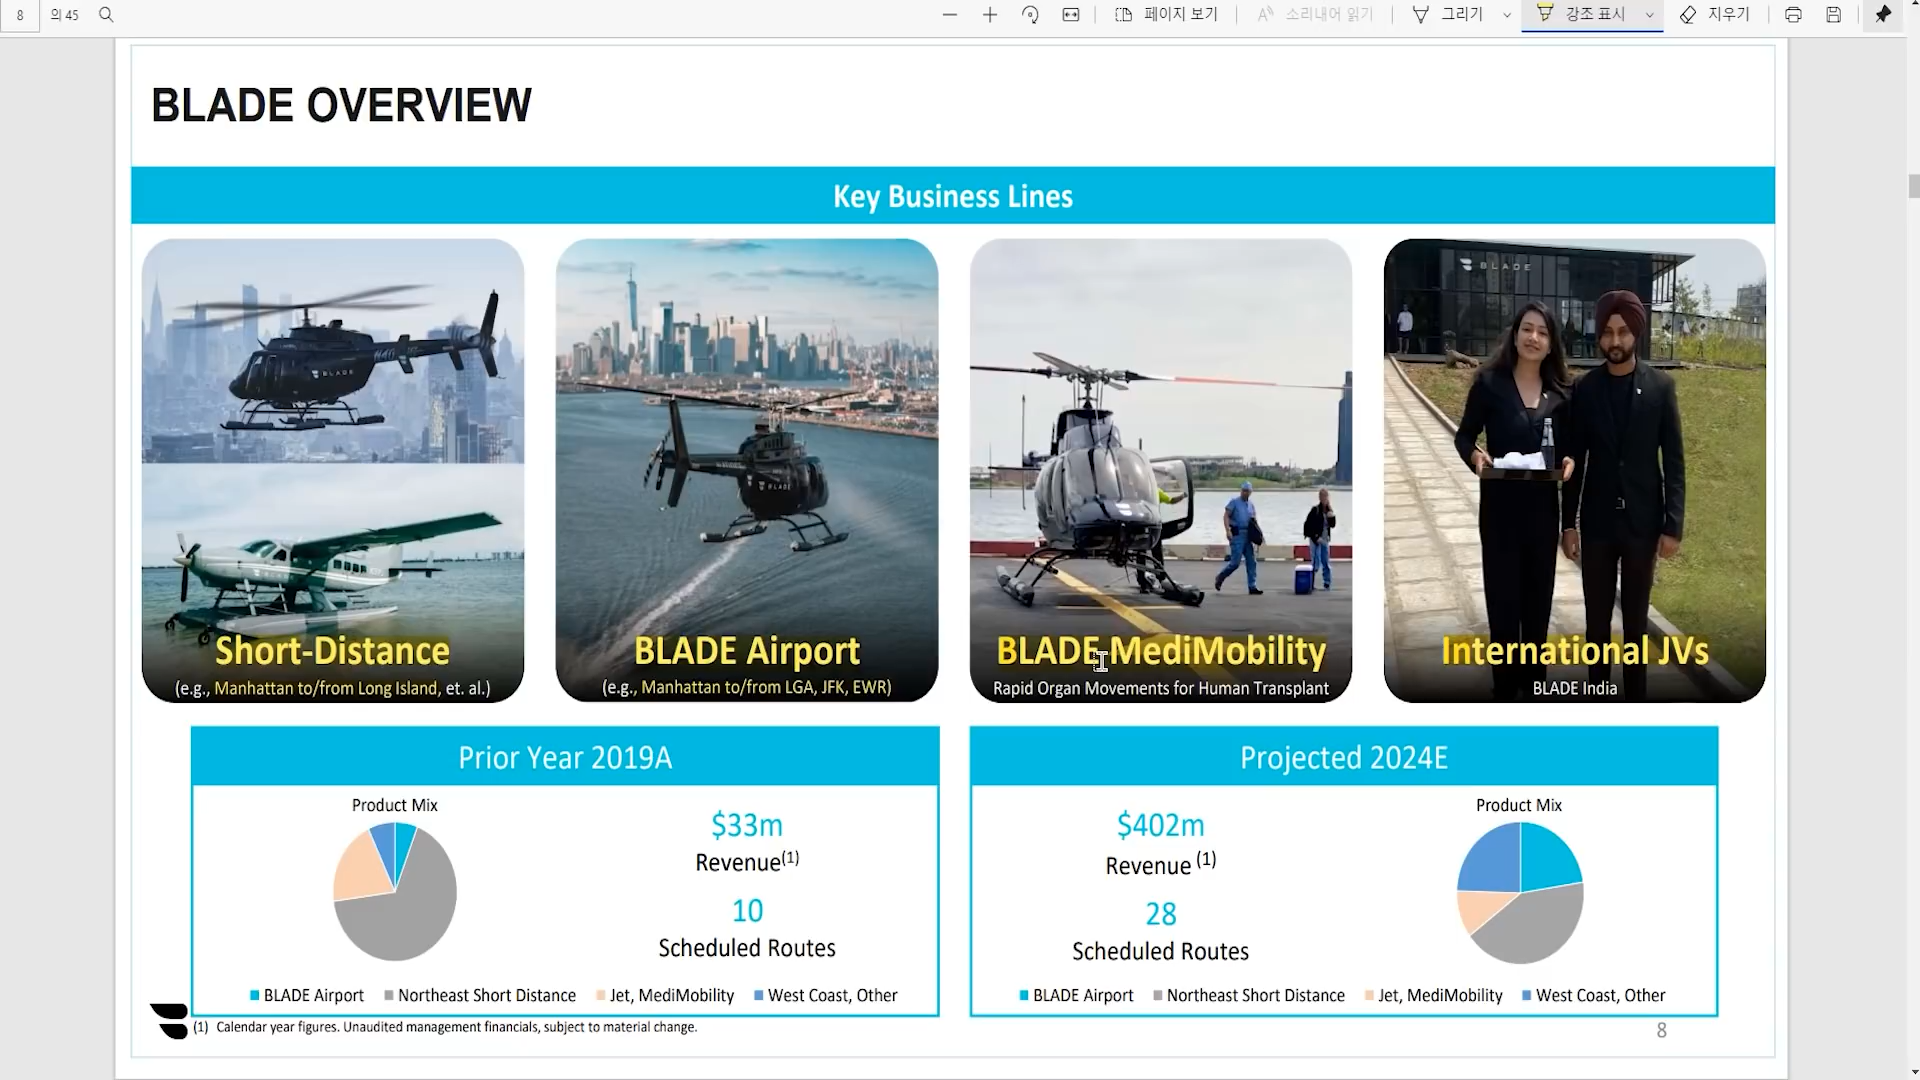 8
의 45
페이지 보기
소리내어 읽기
그리기
강조 표시
지우기
BLADE OVERVIEW
Key Business Lines
BLADE
BLADE
BLADE
Short-Distance
(e.g., Manhattan to/from Long Island, et. al.)
BLADE Airport
(e.g., Manhattan to/from LGA, JFK, EWR)
BLADE MediMobility
Rapid Organ Movements for Human Transplant
International JVs
BLADE India
Prior Year 2019A
Product Mix
$33m
Revenue(1)
10
Scheduled Routes
BLADE Airport
Northeast Short Distance
Jet, MediMobility
West Coast, Other
Projected 2024E
$402m
Revenue (1)
28
Scheduled Routes
Product Mix
BLADE Airport
Northeast Short Distance
Jet, MediMobility
West Coast, Other
(1) Calendar year figures. Unaudited management financials, subject to material change.
8